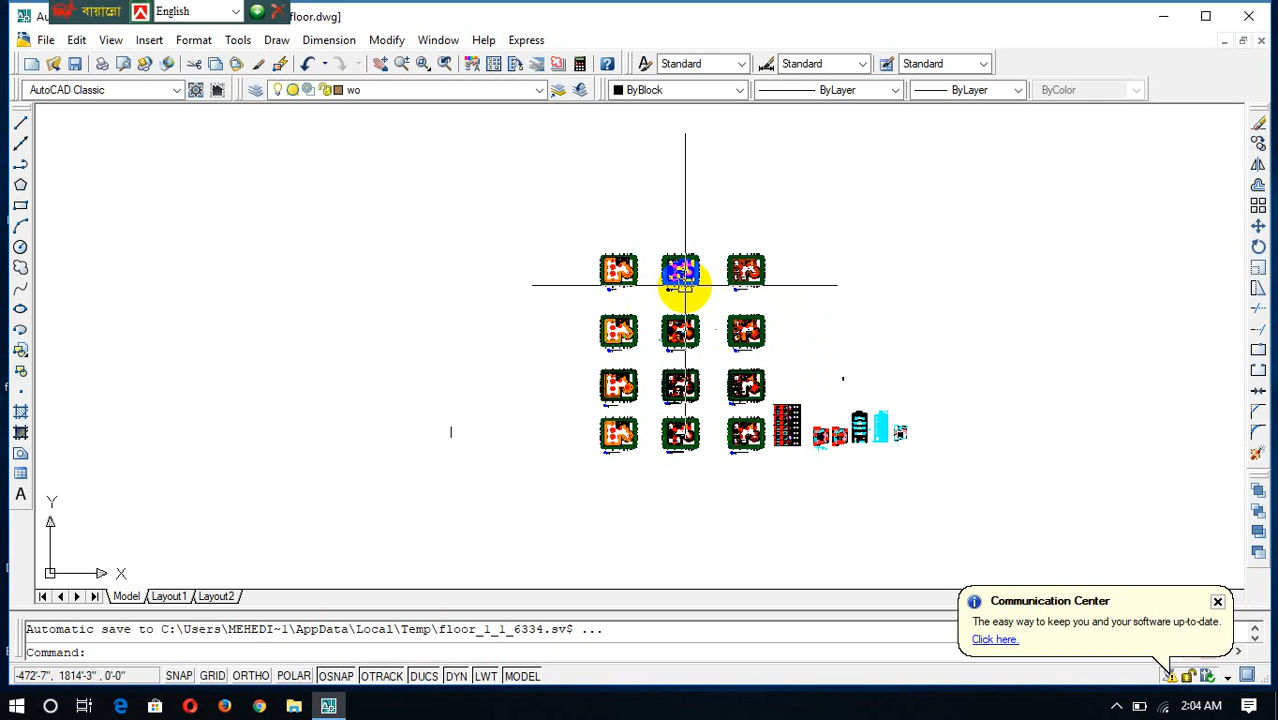 Au
বায়ান্নো
English
floor.dwg]
File Edit View Insert Format Tools Draw Dimension Modify Window Help Express
Standard Standard Standard
AutoCAD Classic wo ByBlock ByLayer ByLayer ByColor
Y
X
Model Layout1 Layout2
Communication Center
The easy way to keep you and your software up-to-date.
Click here.
Automatic save to C:\Users\MEHEDI~1\AppData\Local\Temp\floor_1_1_6334.sv$ ...
Command:
-472'-7", 1814'-3", 0'-0" SNAP GRID ORTHO POLAR OSNAP OTRACK DUCS DYN LWT MODEL
2:04 AM